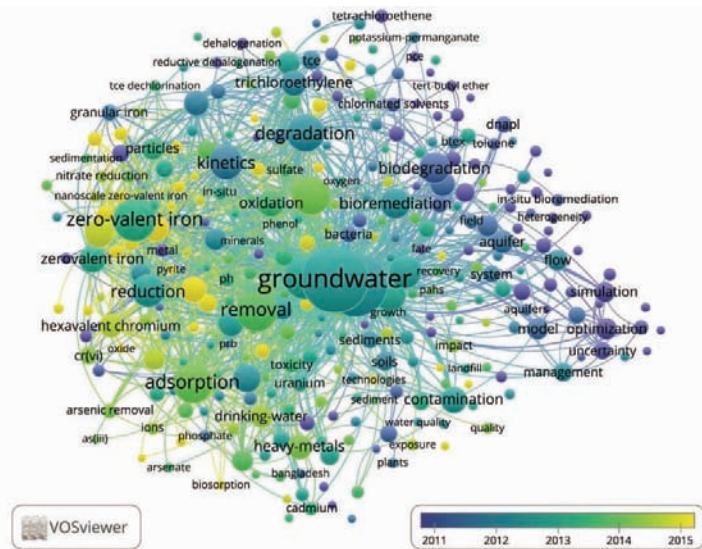 tetrachloroethene
dehalogenation
potassium-permanganate
reductive dehalogenation
tce
pce
tce dechlorination
trichloroethylene
tert-butyl ether
granular iron
chlorinated solvents
particles
degradation
btex
dnapl
toluene
sedimentation
kinetics
sulfate
biodegradation
nitrate reduction
oxygen
in-situ bioremediation
nanoscale zero-valent iron
in-situ
oxidation
bioremediation
heterogeneity
zero-valent iron
phenol
field
metal
minerals
bacteria
aquifer
zerovalent iron
pyrite
fate
flow
ph
groundwater
recovery
system
reduction
pahs
simulation
removal
growth
aquifers
hexavalent chromium
model
optimization
oxide
prb
sediments
impact
cr(vi)
toxicity
soils
landfill
uncertainty
adsorption
uranium
technologies
management
arsenic removal
drinking-water
sediment
contamination
ions
water quality
as(iii)
phosphate
heavy-metals
exposure
quality
arsenate
bangladesh
plants
biosorption
cadmium
VOSviewer
2011 2012 2013 2014 2015